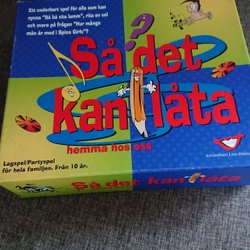 Ett underbart spel för alla som kan
sjunga "Bä bä vita lamm", rita en sol
och svara på frågan "Hur många
män är med i Spice Girls"?
Så det
kan låta
hemma hos oss
Lagspel/Partyspel
för hela familjen. Från 10 år.
Så det kan låta